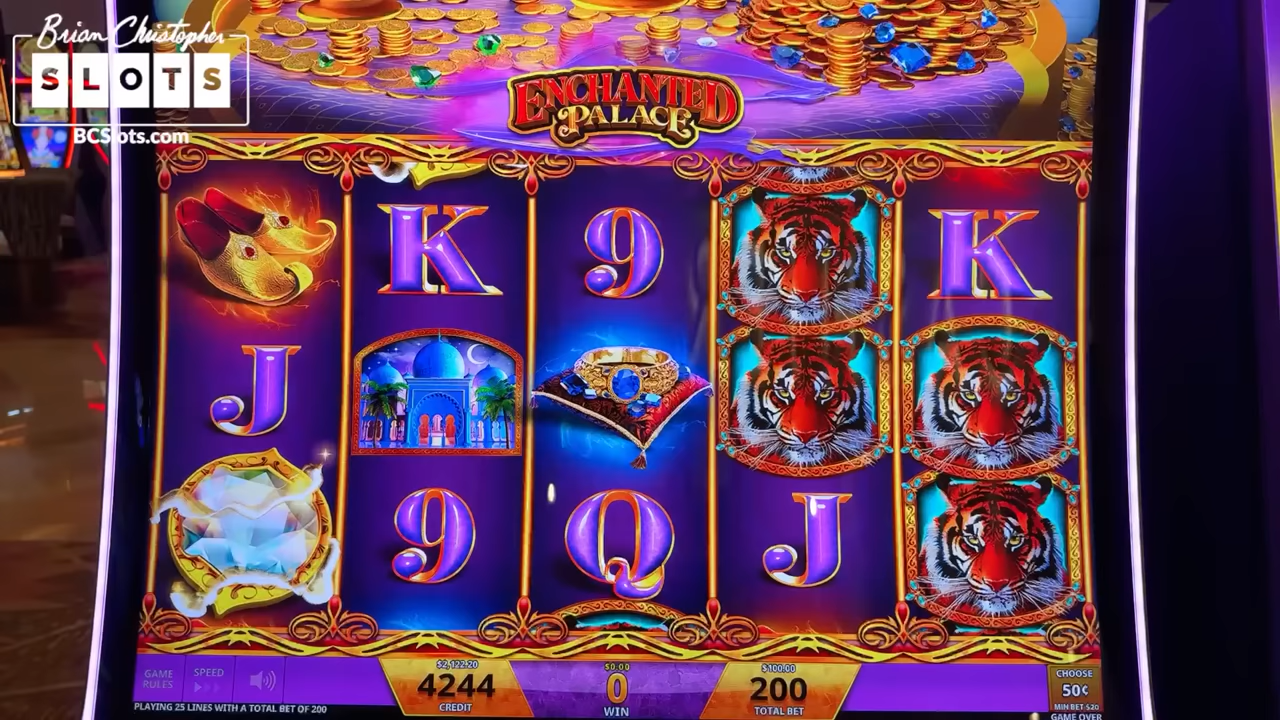 Brian Christopher
SLOTS
BCSlots.com
ENCHANTED
PALACE
K
9
K
J
9
Q
J
GAME
RULES
SPEED
$2,122.20
4244
CREDIT
$0.00
0
WIN
$100.00
200
TOTAL BET
CHOOSE
50¢
MIN BET $20
GAME OVER
PLAYING 25 LINES WITH A TOTAL BET OF 200